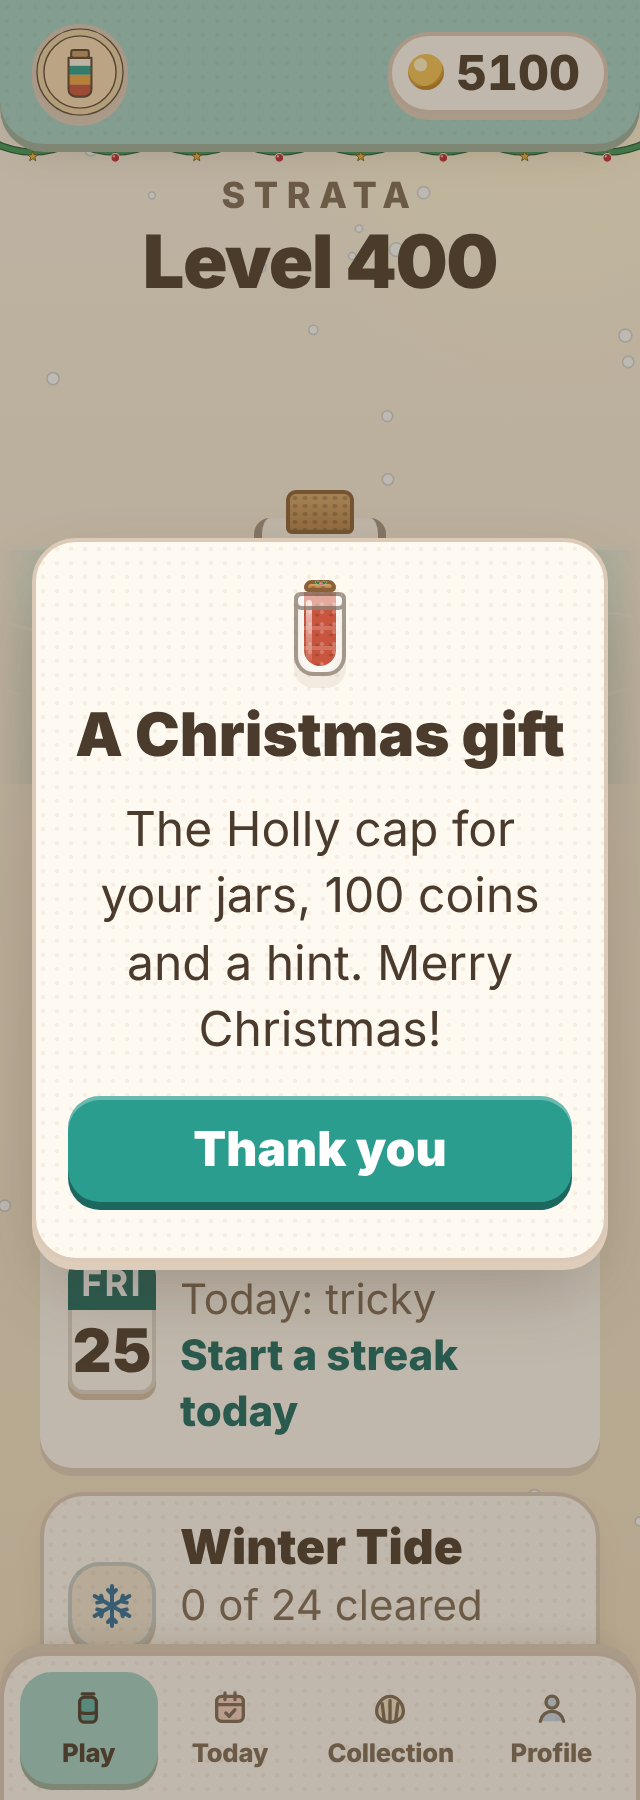 5100
STRATA
Level 400
A Christmas gift
The Holly cap for
your jars, 100 coins
and a hint. Merry
Christmas!
Thank you
FRI
25
Today: tricky
Start a streak
today
Winter Tide
0 of 24 cleared
Play
Today
Collection
Profile